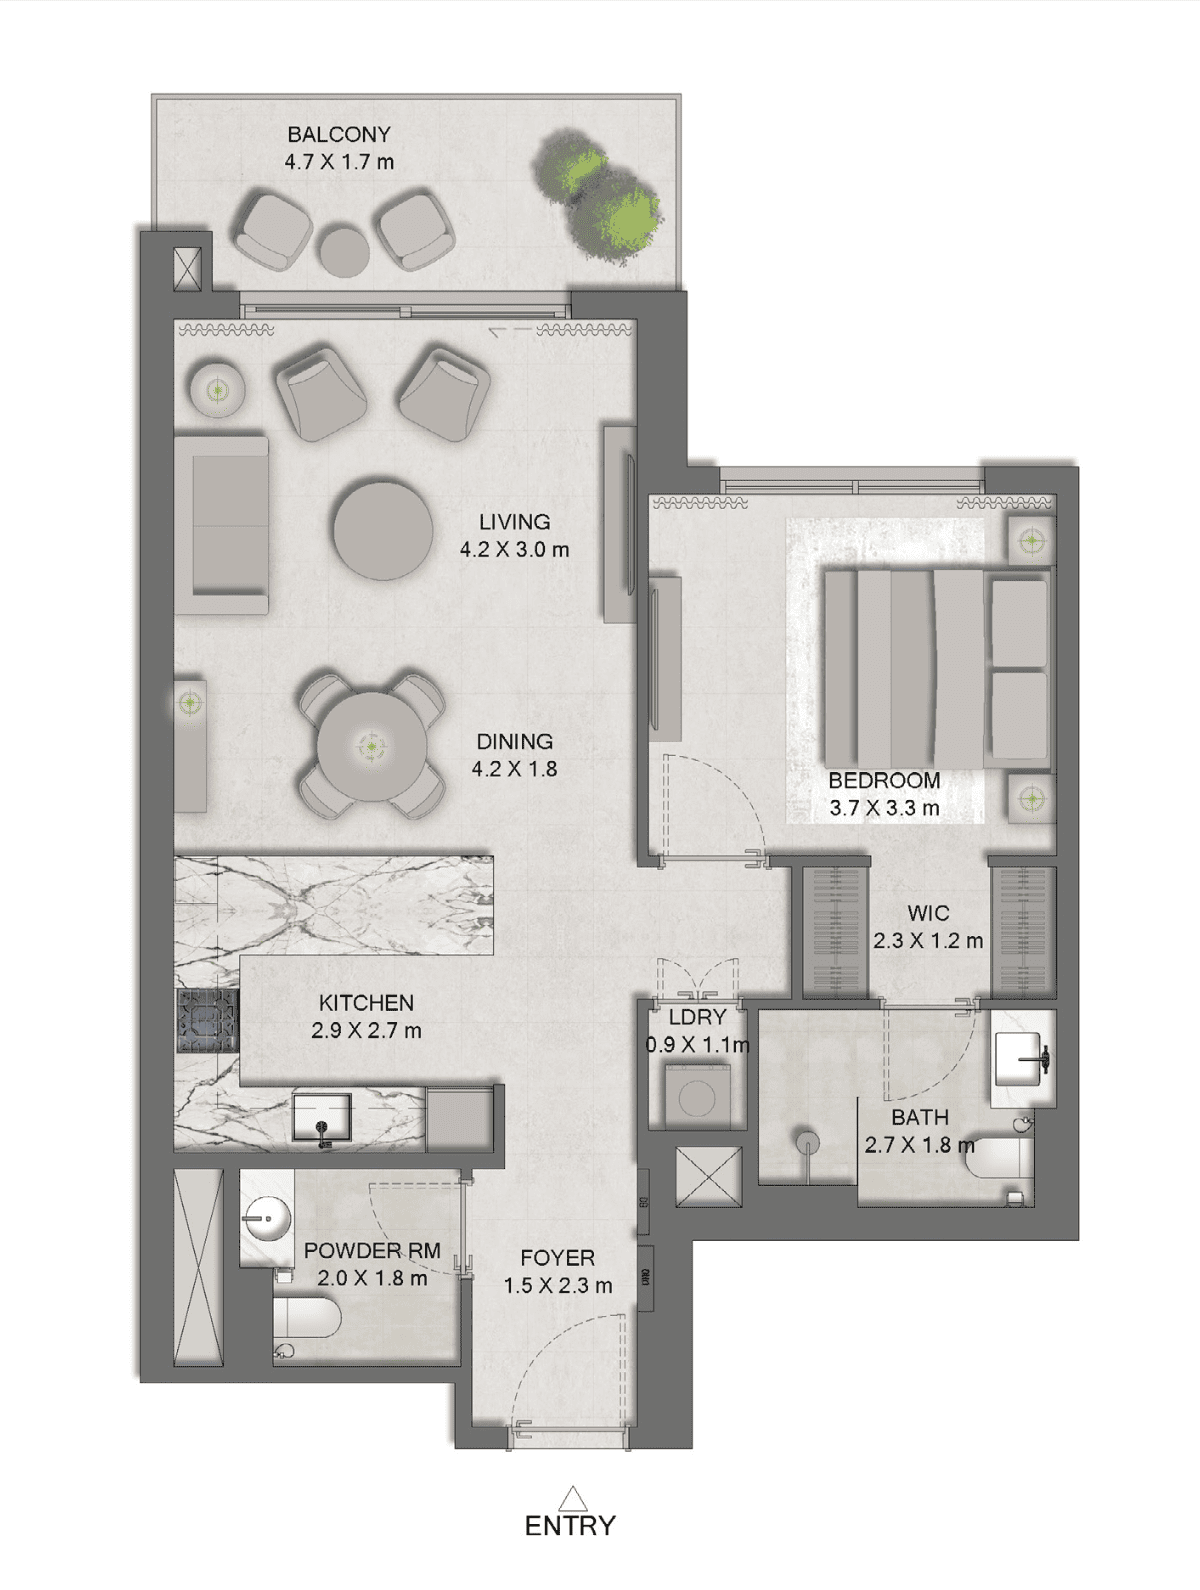 BALCONY
4.7 X 1.7 m
LIVING
4.2 X 3.0 m
DINING
4.2 X 1.8
BEDROOM
3.7 X 3.3 m
WIC
2.3 X 1.2 m
KITCHEN
2.9 X 2.7 m
LDRY
0.9 X 1.1m
BATH
2.7 X 1.8 m
POWDER RM
2.0 X 1.8 m
FOYER
1.5 X 2.3 m
ENTRY